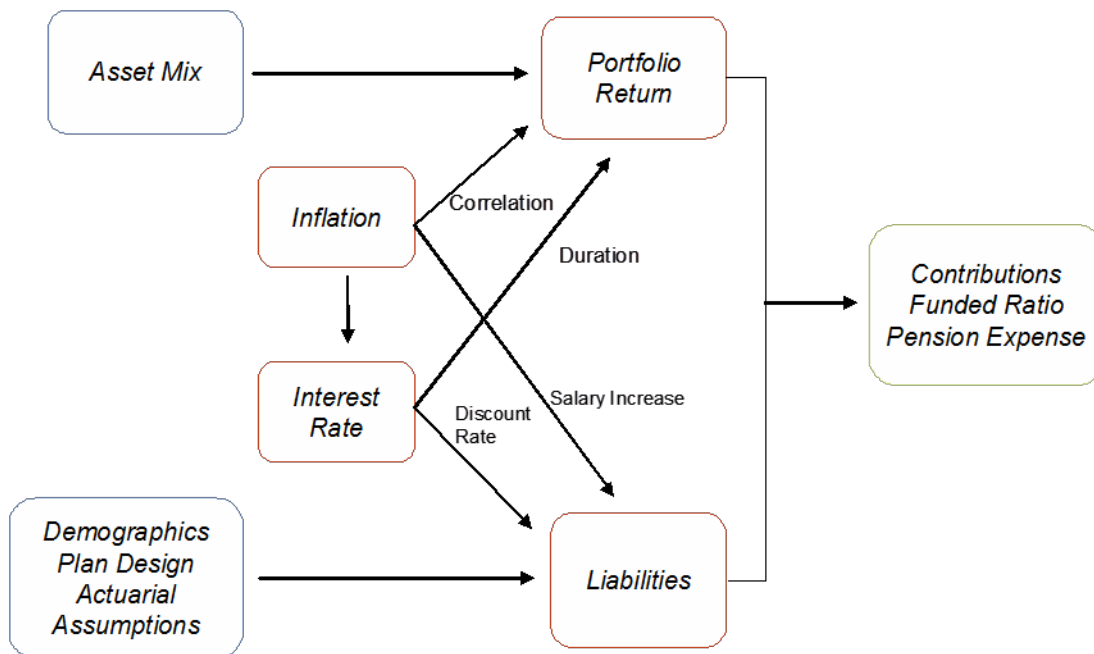 Asset Mix
Portfolio
Return
Inflation
Correlation
Duration
Contributions
Funded Ratio
Pension Expense
Interest
Rate
Discount
Rate
Salary Increase
Demographics
Plan Design
Actuarial
Assumptions
Liabilities